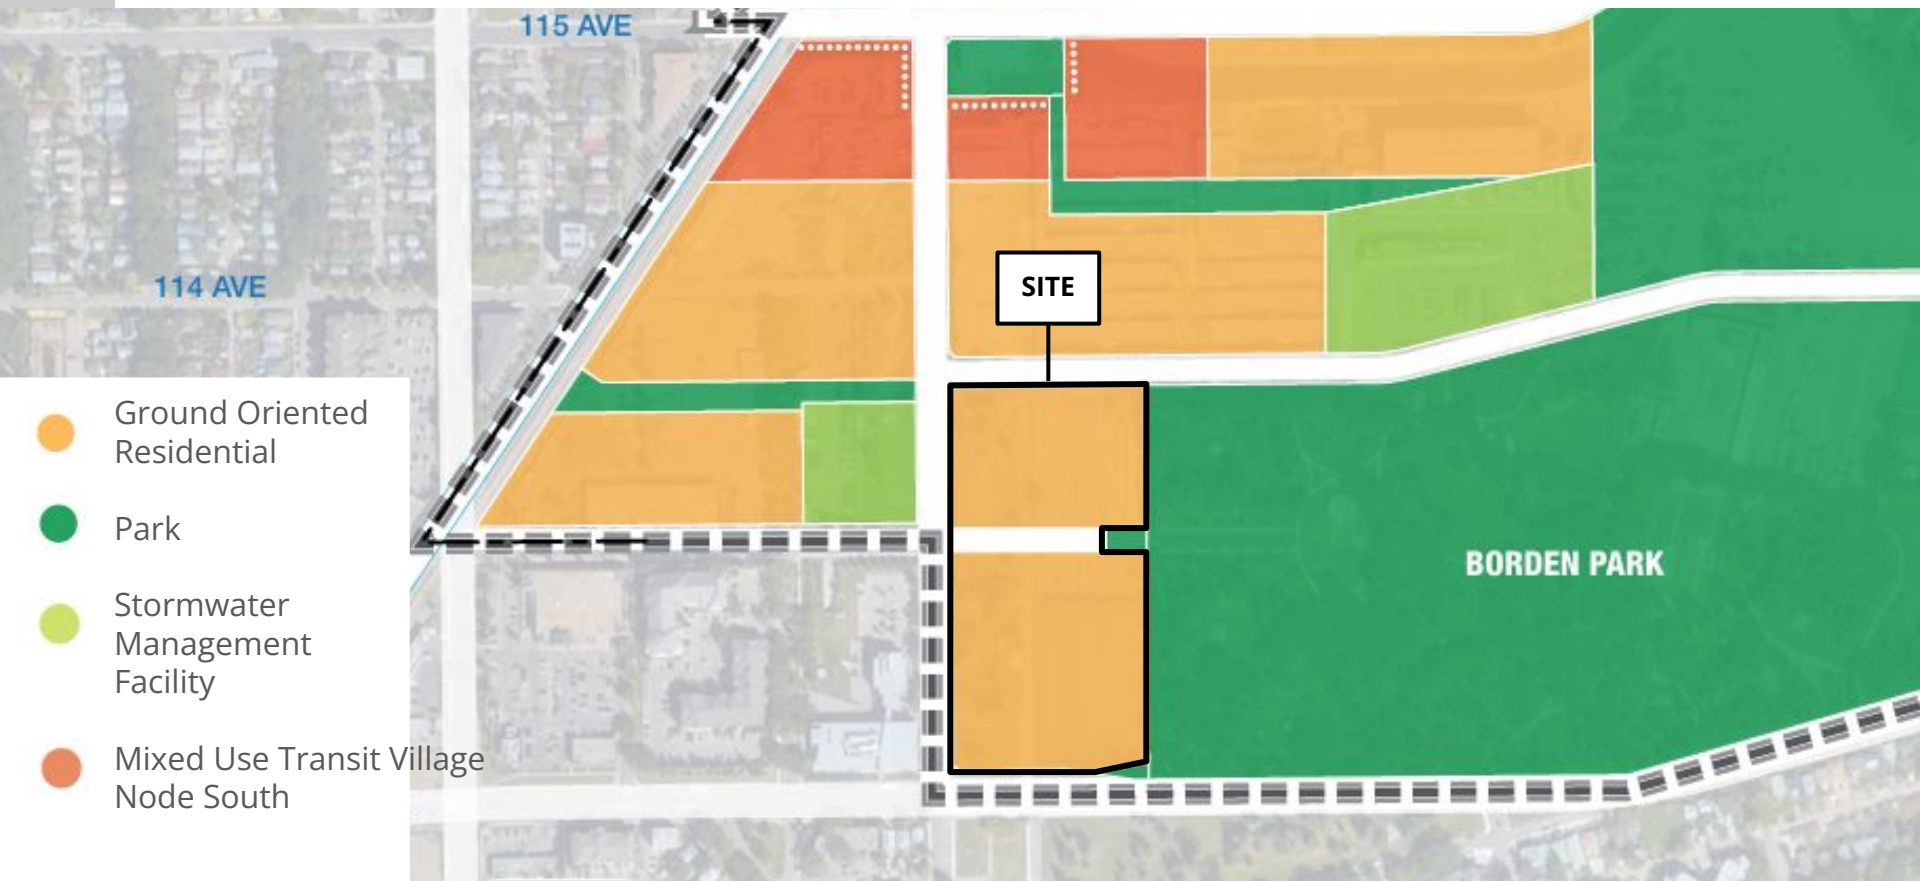 115 AVE
114 AVE
SITE
Ground Oriented
Residential
Park
Stormwater
Management
Facility
Mixed Use Transit Village
Node South
BORDEN PARK